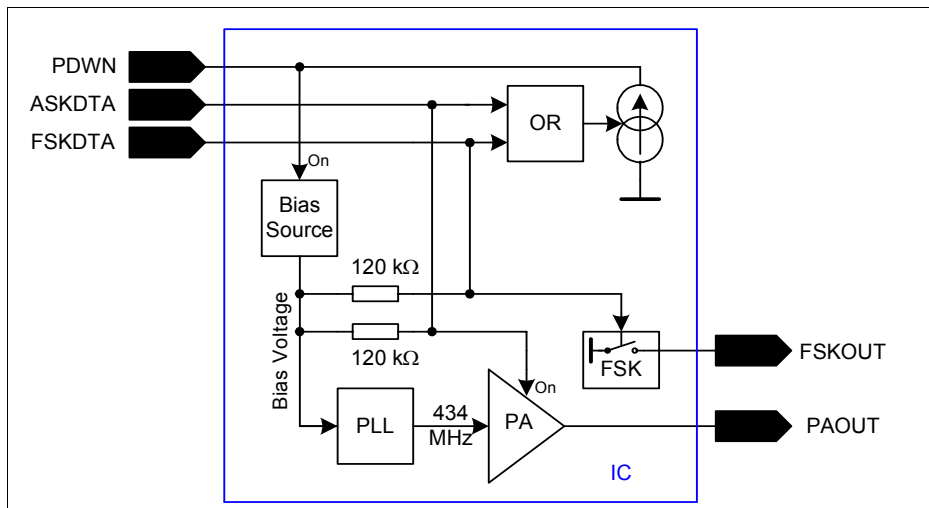 PDWN
ASKDTA
FSKDTA
OR
On
Bias
Source
120 kΩ
Bias Voltage
120 kΩ
FSK
FSKOUT
On
PLL
434
MHz
PA
PAOUT
IC